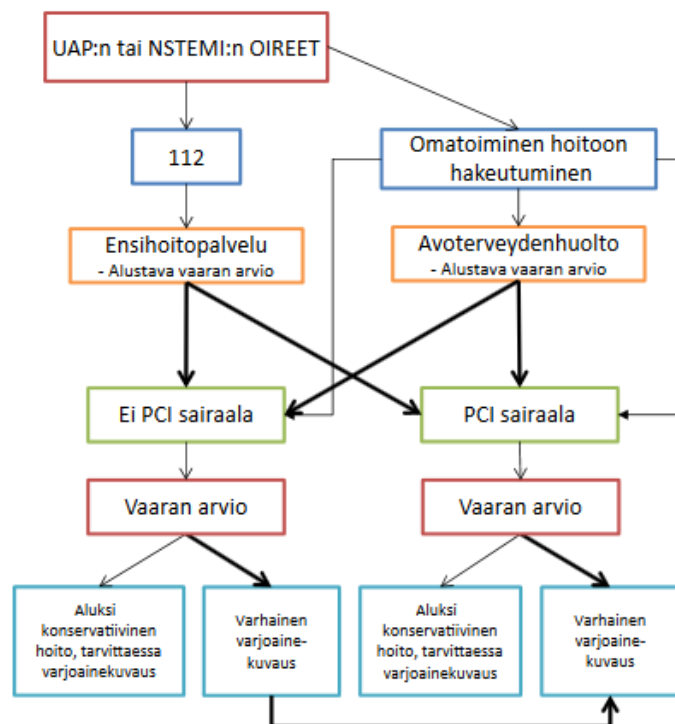 UAP:n tai NSTEMI:n OIREET
112
Omatoiminen hoitoon
hakeutuminen
Ensihoitopalvelu
- Alustava vaaran arvio
Avoterveydenhuolto
- Alustava vaaran arvio
Ei PCI sairaala
PCI sairaala
Vaaran arvio
Vaaran arvio
Aluksi
konservatiivinen
hoito, tarvittaessa
varjoainekuvaus
Varhainen
varjoaine-
kuvaus
Aluksi
konservatiivinen
hoito, tarvittaessa
varjoainekuvaus
Varhainen
varjoaine-
kuvaus